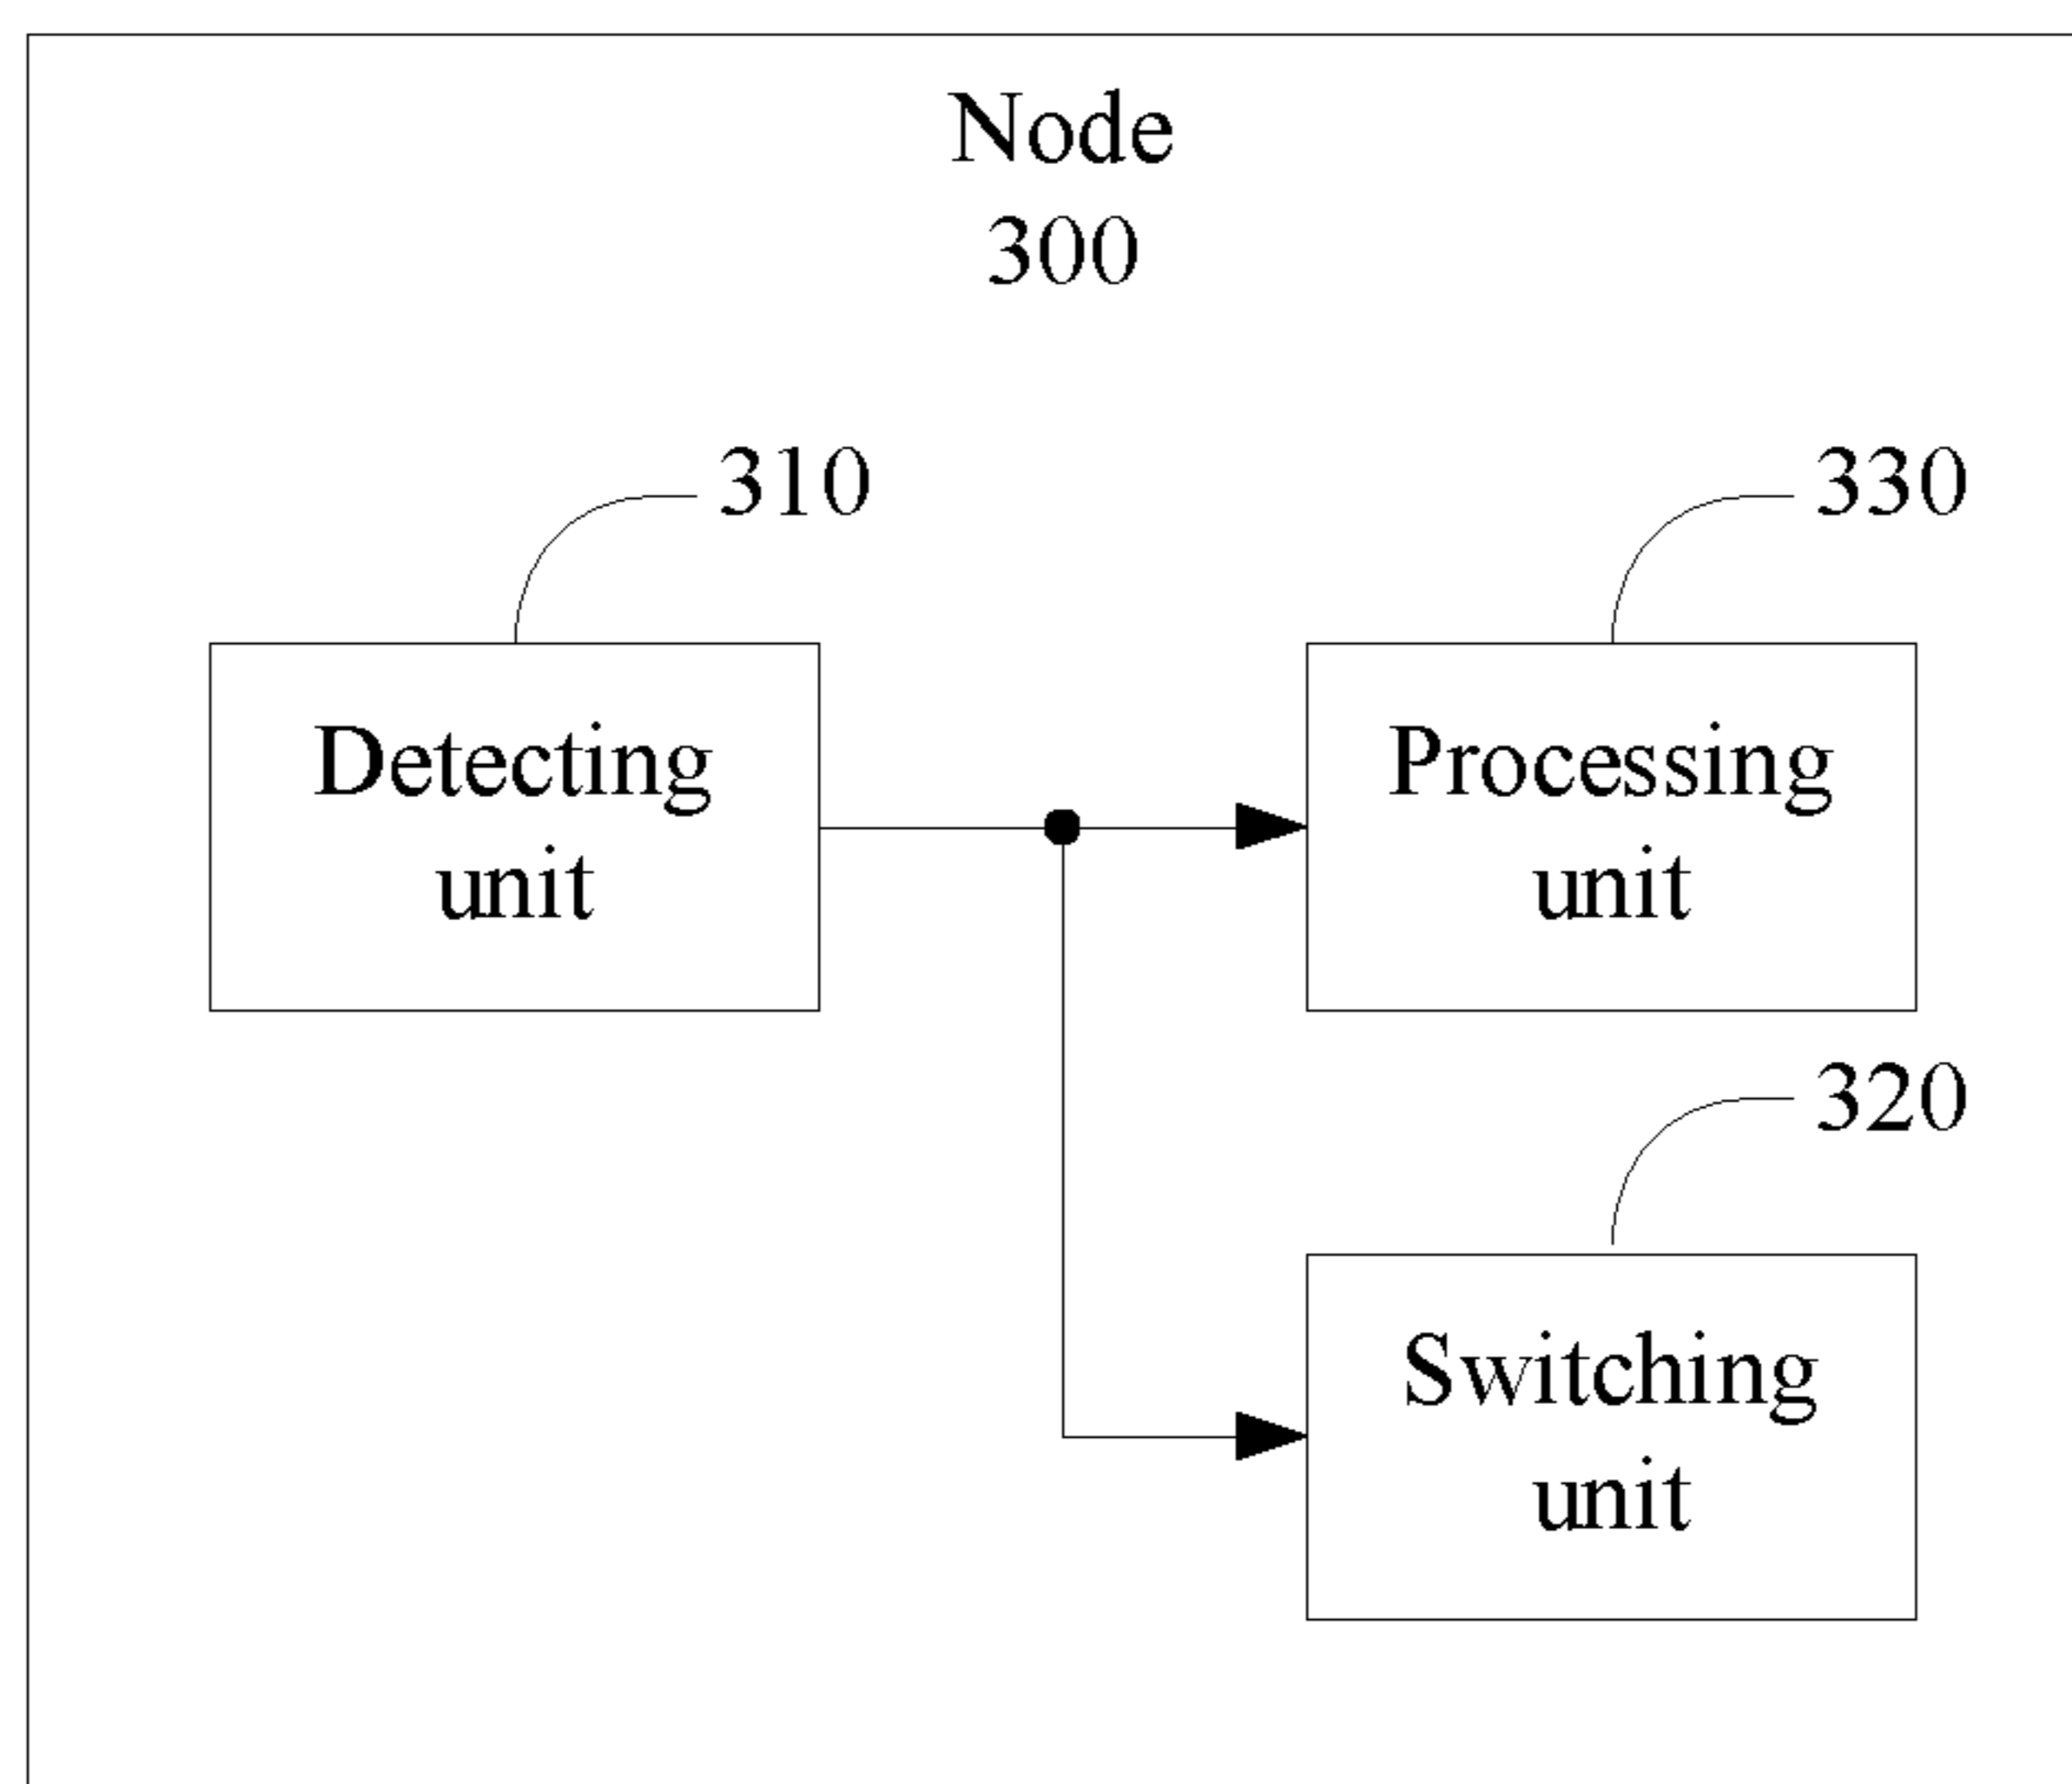 Node
300
310
330
Detecting
unit
Processing
unit
320
Switching
unit